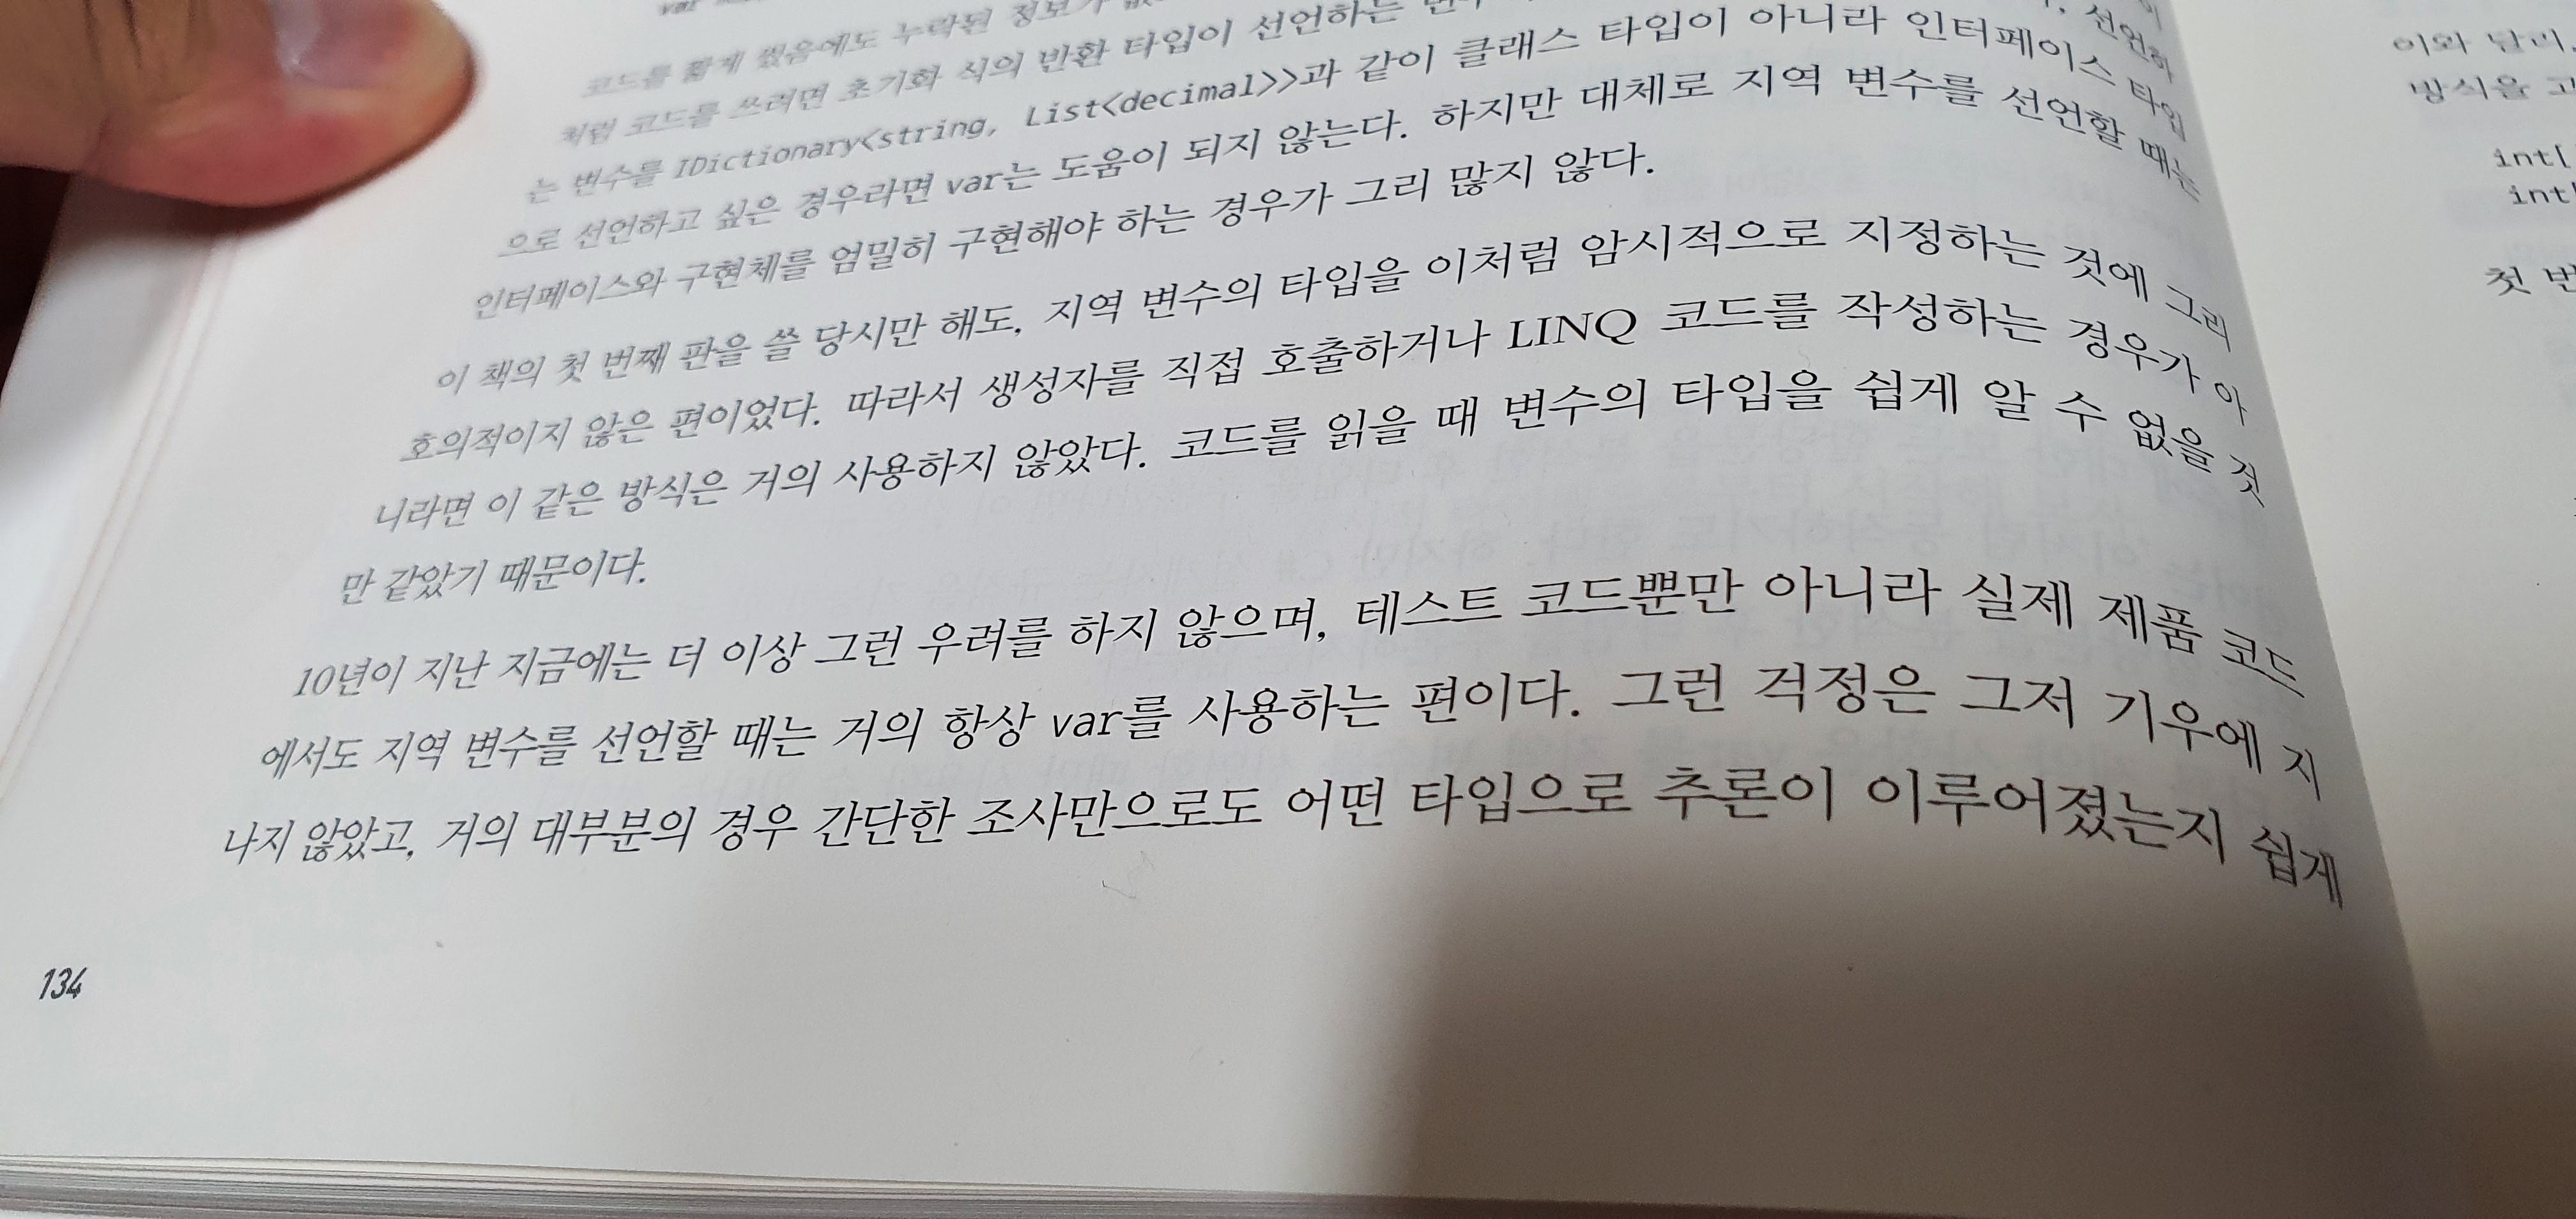 var
코드를 짧게 썼음에도 누락된 정보가
처럼 코드를 쓰려면 초기화 식의 반환 타입이 선언하는 선언하
는 변수를 IDictionary<string, List<decimal>>과 같이 클래스 타입이 아니라 인터페이스 타입
으로 선언하고 싶은 경우라면 var는 도움이 되지 않는다. 하지만 대체로 지역 변수를 선언할 때는
인터페이스와 구현체를 엄밀히 구현해야 하는 경우가 그리 많지 않다.
이 책의 첫 번째 판을 쓸 당시만 해도, 지역 변수의 타입을 이처럼 암시적으로 지정하는 것에 그리
호의적이지 않은 편이었다. 따라서 생성자를 직접 호출하거나 LINQ 코드를 작성하는 경우가 아
니라면 이 같은 방식은 거의 사용하지 않았다. 코드를 읽을 때 변수의 타입을 쉽게 알 수 없을 것
만 같았기 때문이다.
10년이 지난 지금에는 더 이상 그런 우려를 하지 않으며, 테스트 코드뿐만 아니라 실제 제품 코드
에서도 지역 변수를 선언할 때는 거의 항상 var를 사용하는 편이다. 그런 걱정은 그저 기우에 지
나지 않았고, 거의 대부분의 경우 간단한 조사만으로도 어떤 타입으로 추론이 이루어졌는지 쉽게
134
이와 달리,
방식을
int[
int[
첫